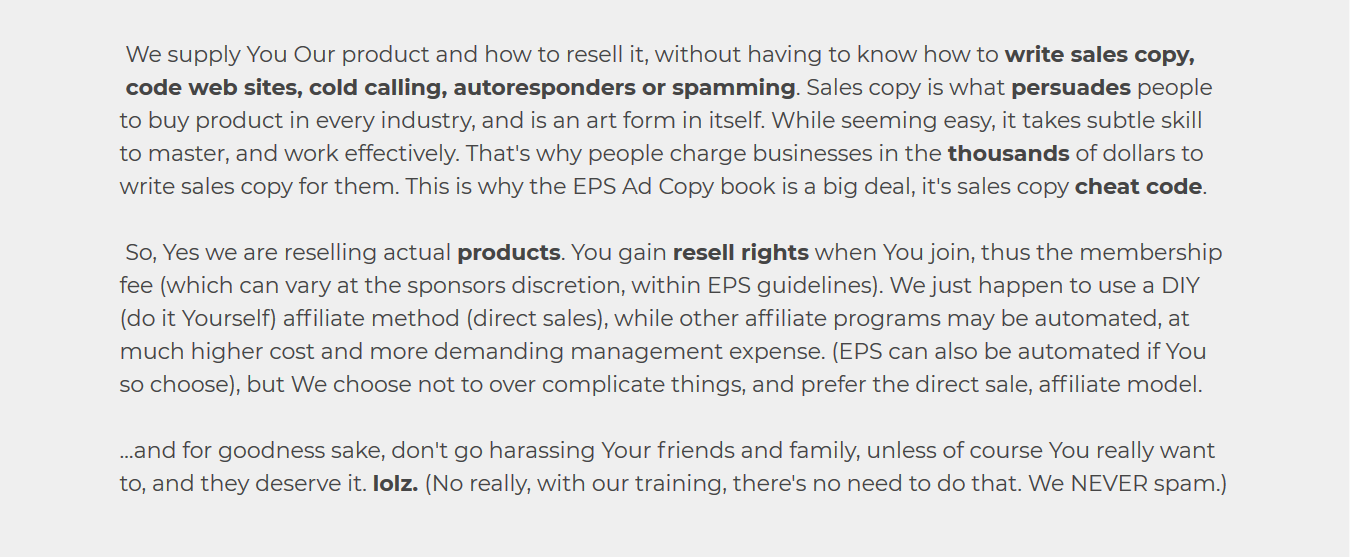 We supply You Our product and how to resell it, without having to know how to write sales copy,
code web sites, cold calling, autoresponders or spamming. Sales copy is what persuades people
to buy product in every industry, and is an art form in itself. While seeming easy, it takes subtle skill
to master, and work effectively. That's why people charge businesses in the thousands of dollars to
write sales copy for them. This is why the EPS Ad Copy book is a big deal, it's sales copy cheat code.
So, Yes we are reselling actual products. You gain resell rights when You join, thus the membership
fee (which can vary at the sponsors discretion, within EPS guidelines). We just happen to use a DIY
(do it Yourself) affiliate method (direct sales), while other affiliate programs may be automated, at
much higher cost and more demanding management expense. (EPS can also be automated if You
so choose), but We choose not to over complicate things, and prefer the direct sale, affiliate model.
...and for goodness sake, don't go harassing Your friends and family, unless of course You really want
to, and they deserve it. lolz. (No really, with our training, there's no need to do that. We NEVER spam.)